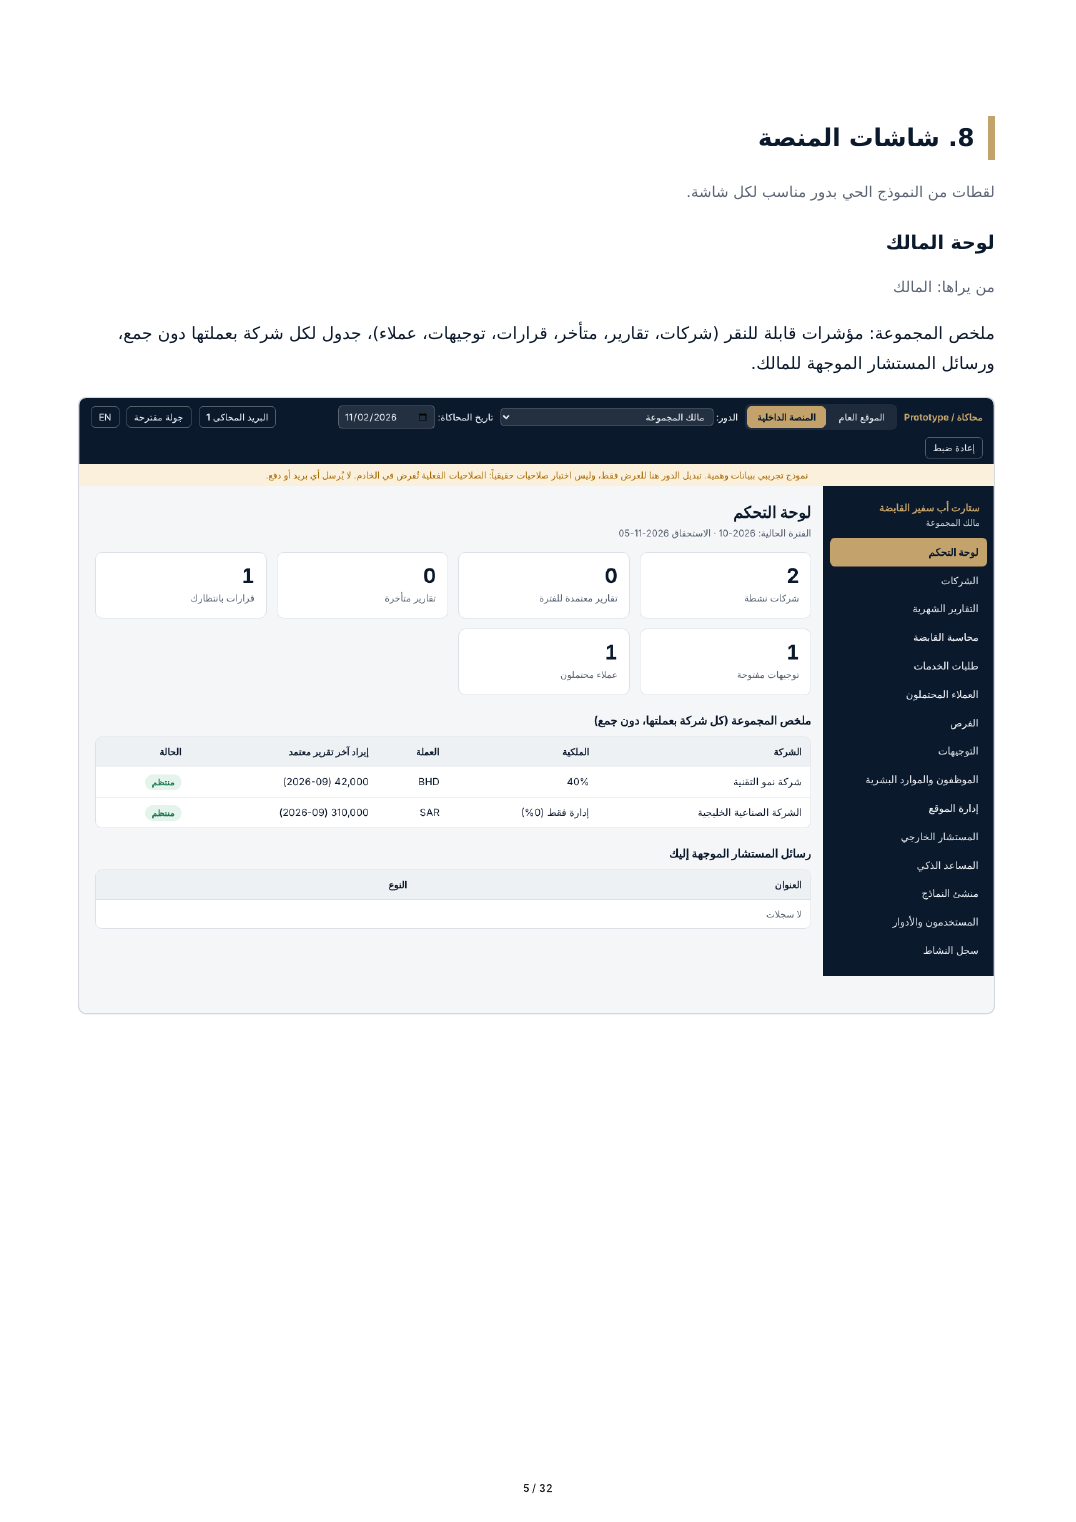 8. شاشات المنصة
لقطات من النموذج الحي بدور مناسب لكل شاشة.
لوحة المالك
من يراها: المالك
ملخص المجموعة: مؤشرات قابلة للنقر (شركات، تقارير، متأخر، قرارات، توجيهات، عملاء)، جدول لكل شركة بعملتها دون جمع،
ورسائل المستشار الموجهة للمالك.
محاكاة / Prototype الموقع العام المنصة الداخلية الدور: مالك المجموعة تاريخ المحاكاة: 11/02/2026 البريد المحاكى 1 جولة مقترحة EN
إعادة ضبط
نموذج تجريبي ببيانات وهمية. تبديل الدور هنا للعرض فقط، وليس اختبار صلاحيات حقيقياً: الصلاحيات الفعلية تُفرض في الخادم. لا يُرسل أي بريد أو دفع.
ستارت أب سفير القابضة
مالك المجموعة
لوحة التحكم
الشركات
التقارير الشهرية
محاسبة القابضة
طلبات الخدمات
العملاء المحتملون
الفرص
التوجيهات
الموظفون والموارد البشرية
إدارة الموقع
المستشار الخارجي
المساعد الذكي
منشئ النماذج
المستخدمون والأدوار
سجل النشاط
لوحة التحكم
الفترة الحالية: 2026-10 · الاستحقاق 2026-11-05
2
شركات نشطة
0
تقارير معتمدة للفترة
0
تقارير متأخرة
1
قرارات بانتظارك
1
توجيهات مفتوحة
1
عملاء محتملون
ملخص المجموعة (كل شركة بعملتها، دون جمع)
الشركة الملكية العملة إيراد آخر تقرير معتمد الحالة
شركة نمو التقنية 40% BHD 42,000 (2026-09) منتظم
الشركة الصناعية الخليجية إدارة فقط (0%) SAR 310,000 (2026-09) منتظم
رسائل المستشار الموجهة إليك
العنوان النوع
لا سجلات
5 / 32